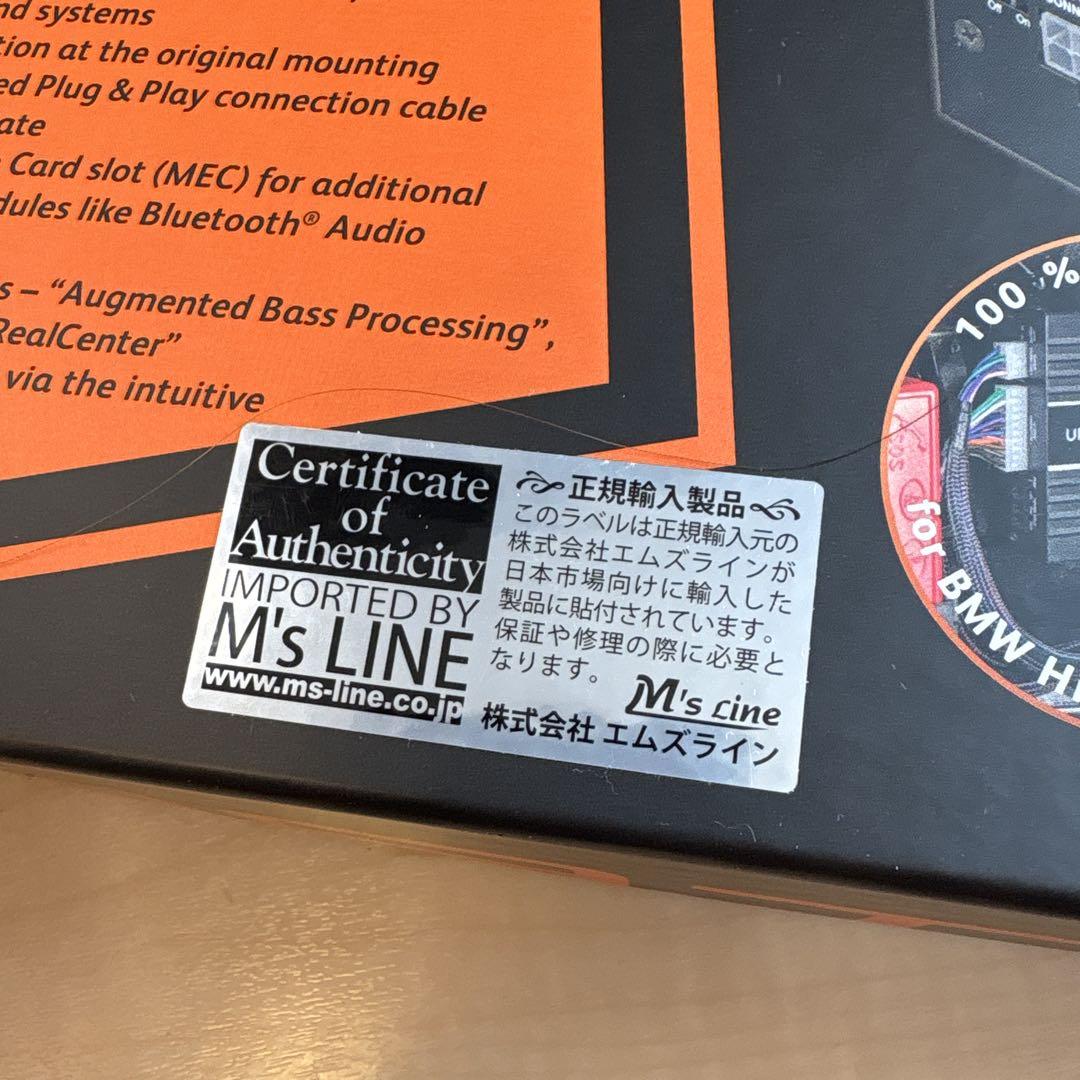 nd systems
tion at the original mounting
ed Plug & Play connection cable
ate
Card slot (MEC) for additional
dules like Bluetooth® Audio
s – “Augmented Bass Processing”,
RealCenter”
via the intuitive
Off On
100 %
for BMW
Certificate
of
Authenticity
IMPORTED BY
M's LINE
www.ms-line.co.jp
正規輸入製品
このラベルは正規輸入元の
株式会社エムズラインが
日本市場向けに輸入した
製品に貼付されています。
保証や修理の際に必要と
なります。
M's Line
株式会社 エムズライン